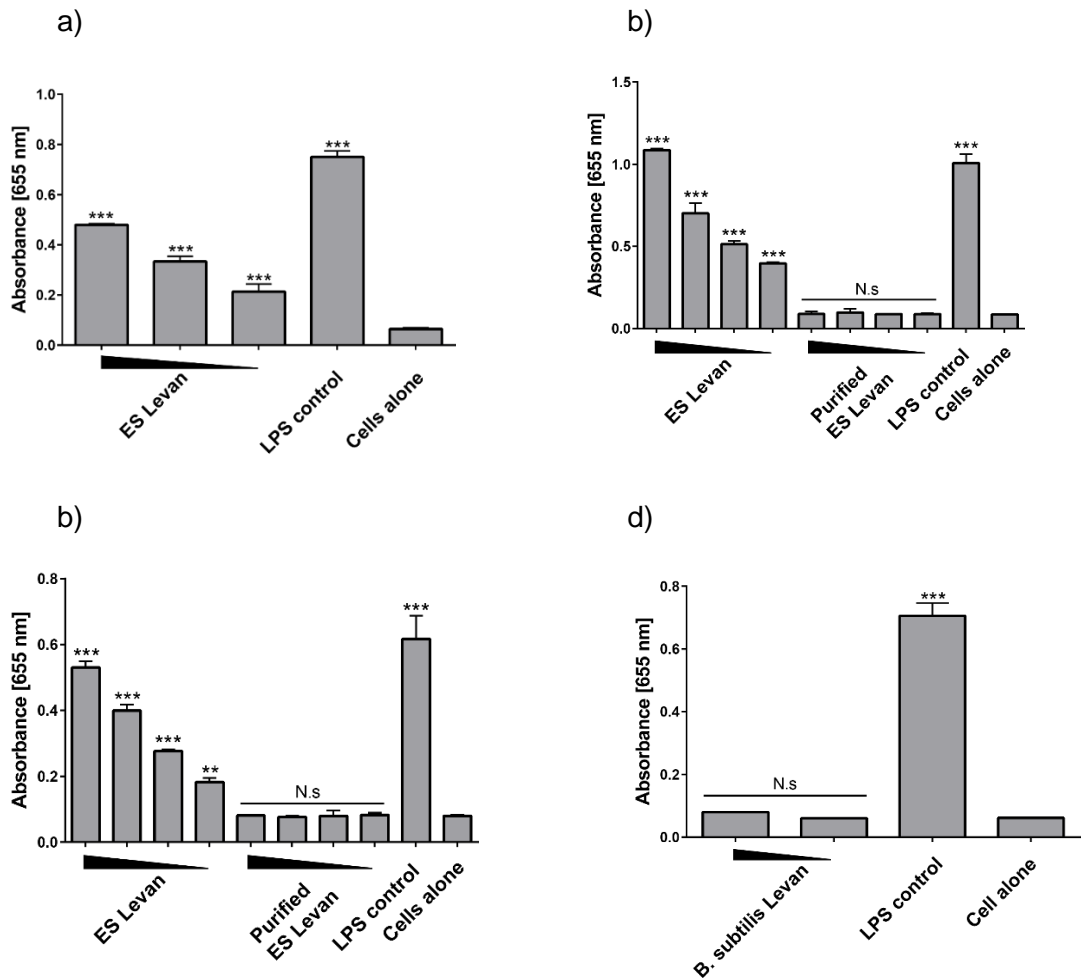 a)
Absorbance [655 nm]
1.0
0.8
0.6
0.4
0.2
0.0
***
***
***
***
ES Levan
LPS control
Cells alone
b)
Absorbance [655 nm]
1.5
1.0
0.5
0.0
***
***
***
***
N.s
***
ES Levan
Purified
ES Levan
LPS control
Cells alone
b)
Absorbance [655 nm]
0.8
0.6
0.4
0.2
0.0
***
***
***
**
N.s
***
ES Levan
Purified
ES Levan
LPS control
Cells alone
d)
Absorbance [655 nm]
0.8
0.6
0.4
0.2
0.0
N.s
***
B. subtilis Levan
LPS control
Cell alone